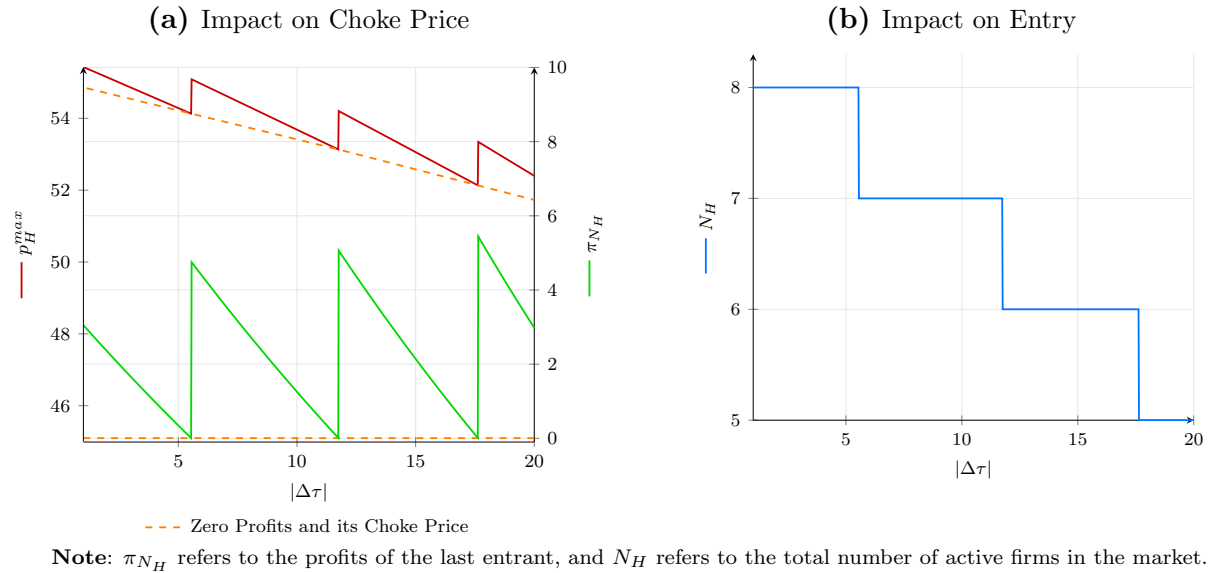 (a) Impact on Choke Price
54
52
50
48
46
10
8
6
4
2
0
5
10
15
20
p_H^{max}
π_{N_H}
|Δτ|
Zero Profits and its Choke Price
(b) Impact on Entry
8
7
6
5
5
10
15
20
N_H
|Δτ|
Note: π_{N_H} refers to the profits of the last entrant, and N_H refers to the total number of active firms in the market.